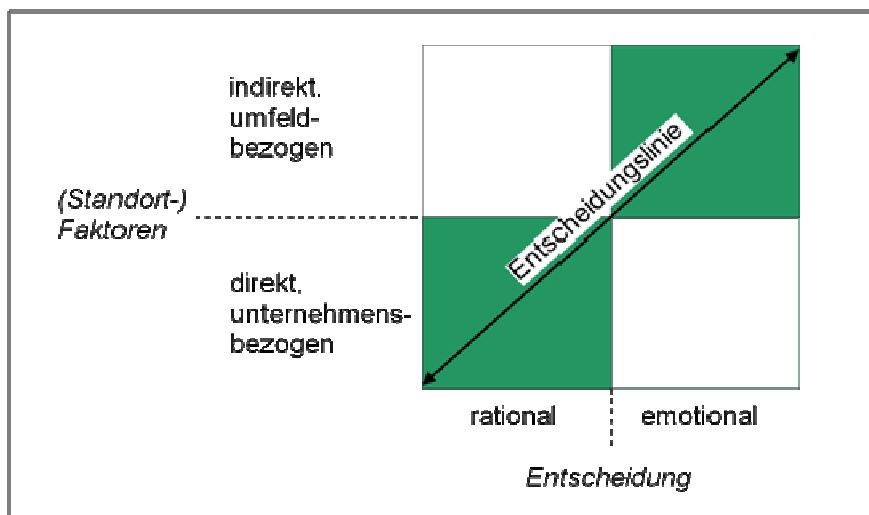 indirekt,
umfeld-
bezogen
(Standort-)
Faktoren
direkt,
unternehmens-
bezogen
Entscheidungslinie
rational
emotional
Entscheidung